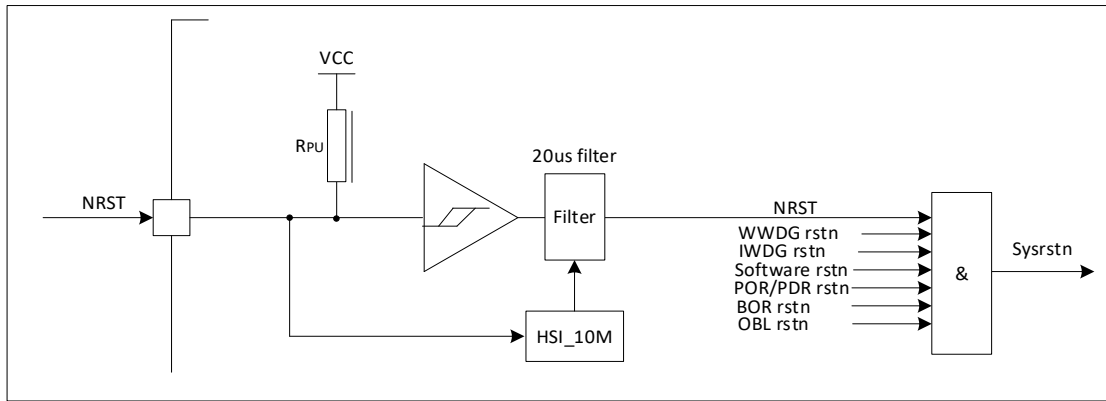 VCC
RPU
20us filter
NRST
Filter
NRST
WWDG rstn
IWDG rstn
Software rstn
POR/PDR rstn
BOR rstn
OBL rstn
&
Sysrstn
HSI_10M